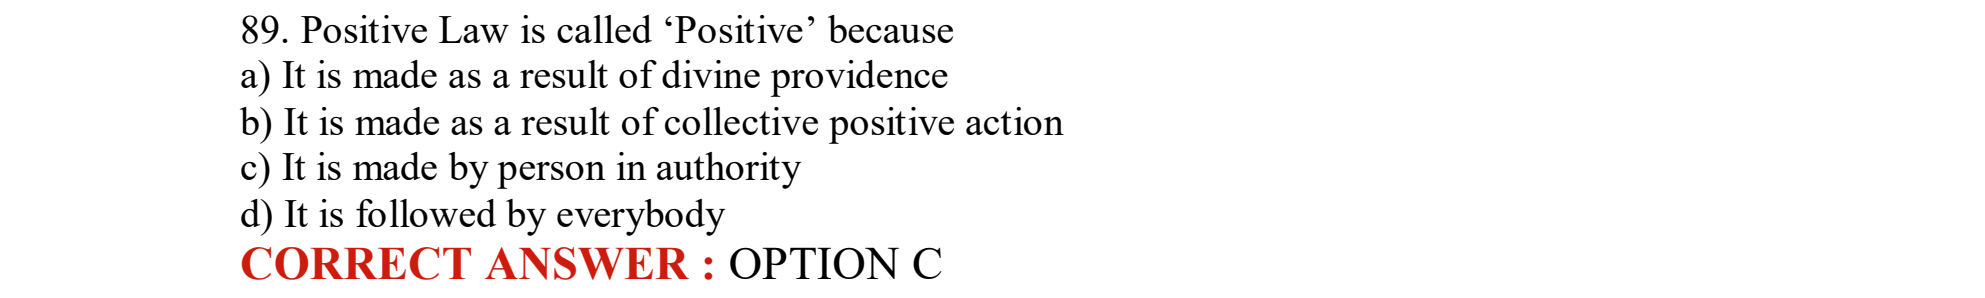 89. Positive Law is called ‘Positive’ because
a) It is made as a result of divine providence
b) It is made as a result of collective positive action
c) It is made by person in authority
d) It is followed by everybody
CORRECT ANSWER : OPTION C